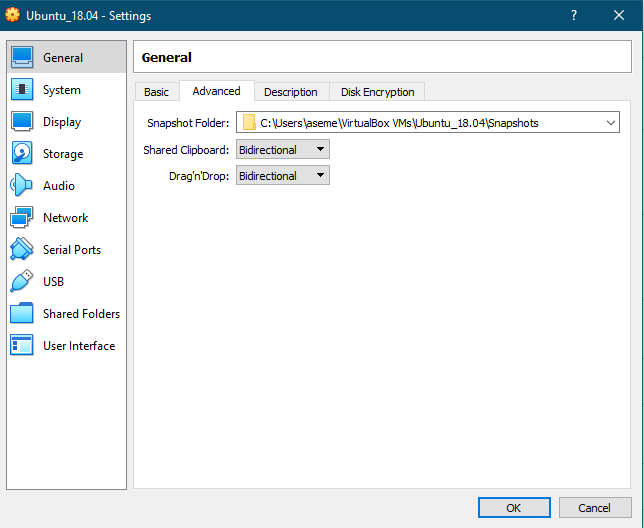 Ubuntu_18.04 - Settings
?
General
System
Display
Storage
Audio
Network
Serial Ports
USB
Shared Folders
User Interface
General
Basic Advanced Description Disk Encryption
Snapshot Folder: C:\Users\aseme\VirtualBox VMs\Ubuntu_18.04\Snapshots
Shared Clipboard: Bidirectional
Drag'n'Drop: Bidirectional
OK Cancel